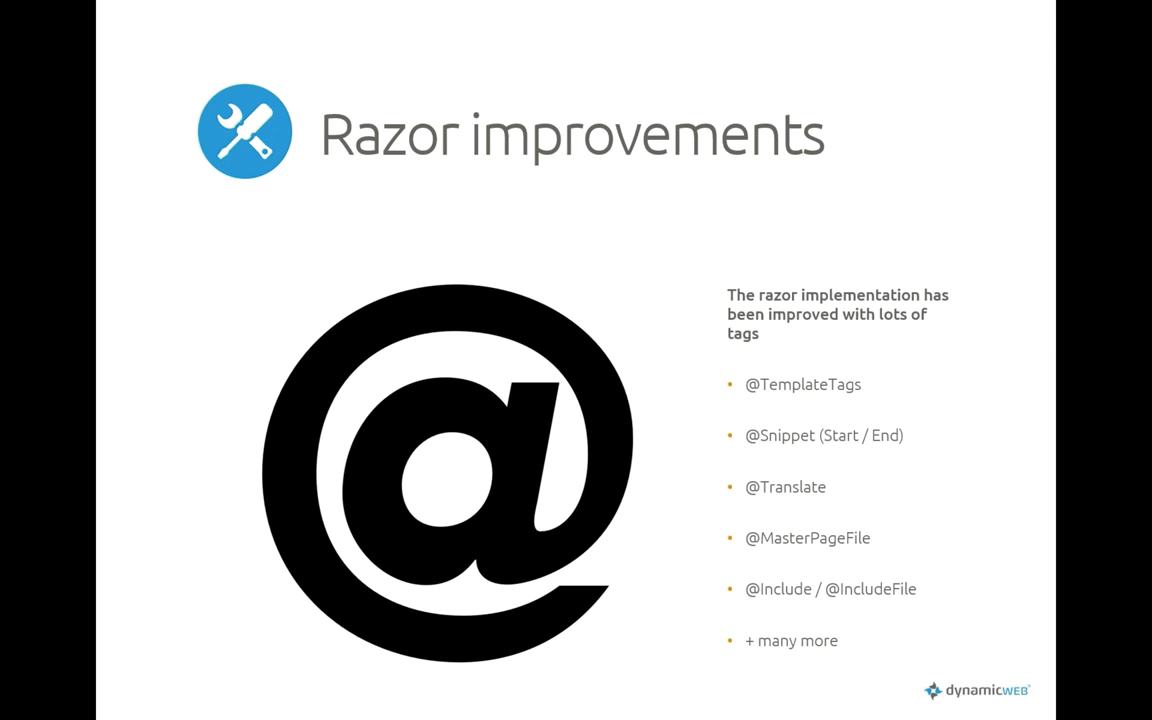 Razor improvements
@
The razor implementation has
been improved with lots of
tags
• @TemplateTags
• @Snippet (Start / End)
• @Translate
• @MasterPageFile
• @Include / @IncludeFile
• + many more
dynamicWEB